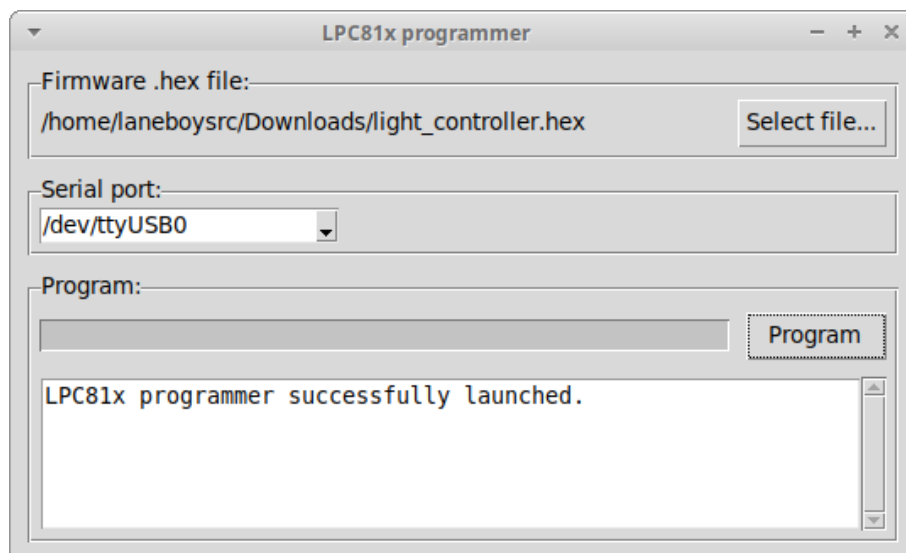 LPC81x programmer
Firmware .hex file:
/home/laneboysrc/Downloads/light_controller.hex
Select file...
Serial port:
/dev/ttyUSB0
Program:
Program
LPC81x programmer successfully launched.